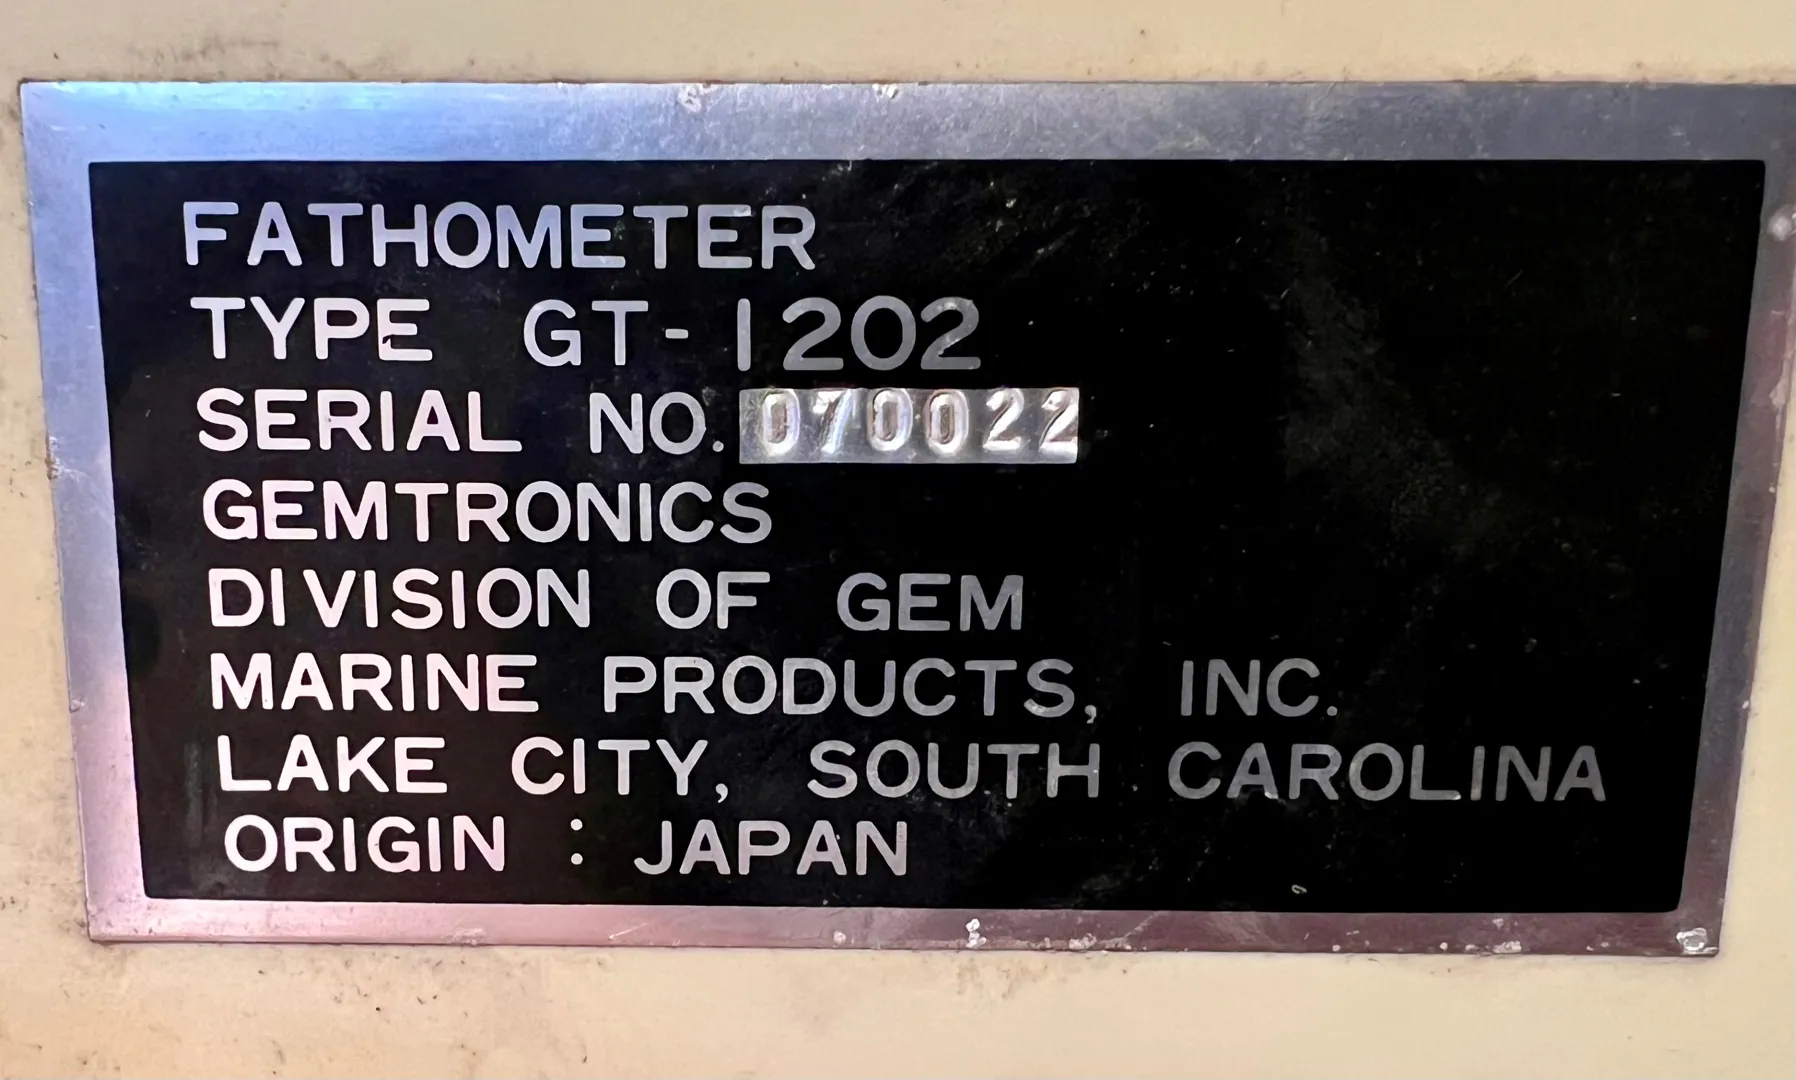 FATHOMETER
TYPE GT-1202
SERIAL NO. 070022
GEMTRONICS
DIVISION OF GEM
MARINE PRODUCTS, INC.
LAKE CITY, SOUTH CAROLINA
ORIGIN : JAPAN